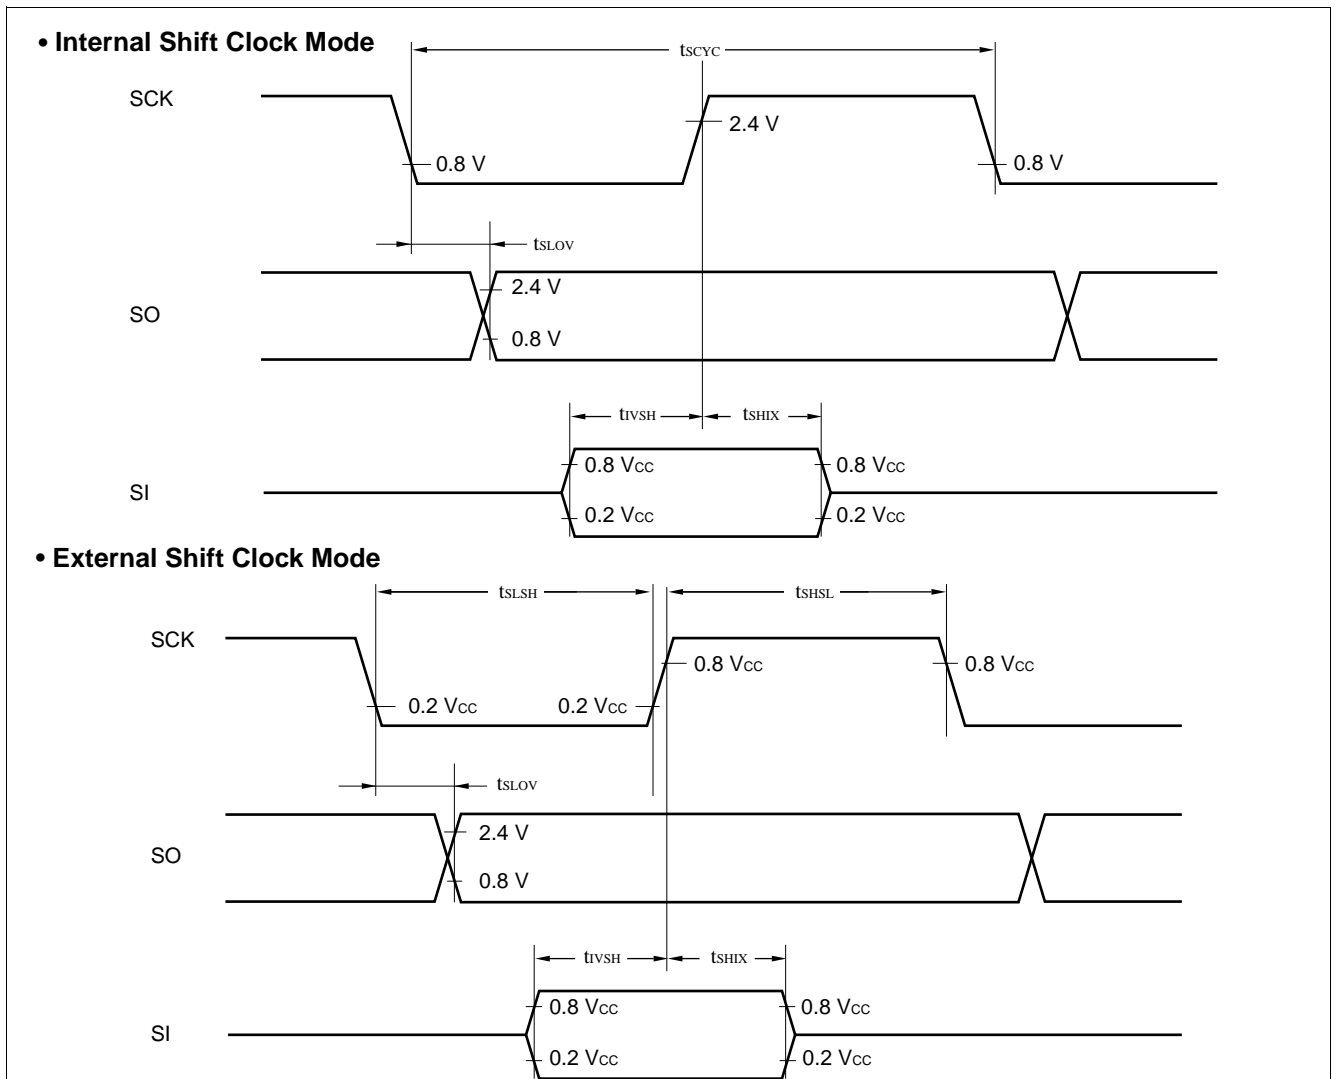 • Internal Shift Clock Mode
tSCYC
SCK
2.4 V
0.8 V
0.8 V
tSLOV
SO
2.4 V
0.8 V
tIVSH
tSHIX
SI
0.8 VCC
0.8 VCC
0.2 VCC
0.2 VCC
• External Shift Clock Mode
tSLSH
tSHSL
SCK
0.8 VCC
0.8 VCC
0.2 VCC
0.2 VCC
tSLOV
SO
2.4 V
0.8 V
tIVSH
tSHIX
SI
0.8 VCC
0.8 VCC
0.2 VCC
0.2 VCC